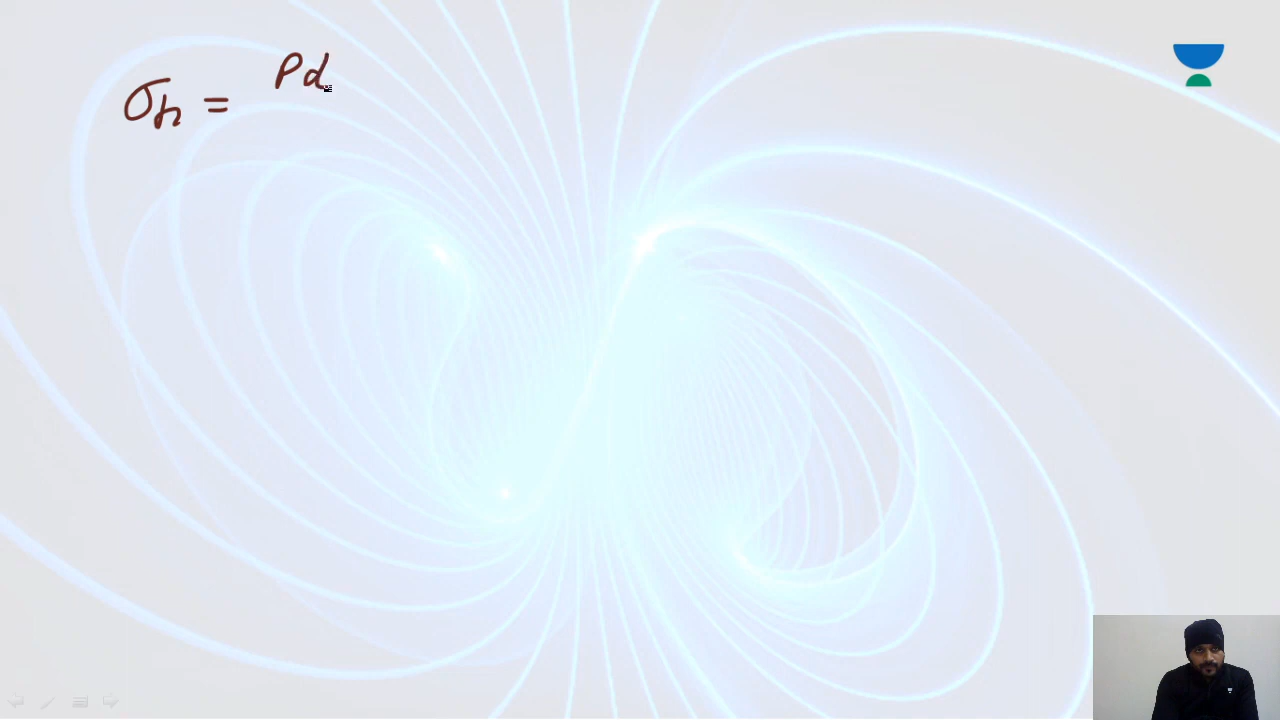 σh = Pd